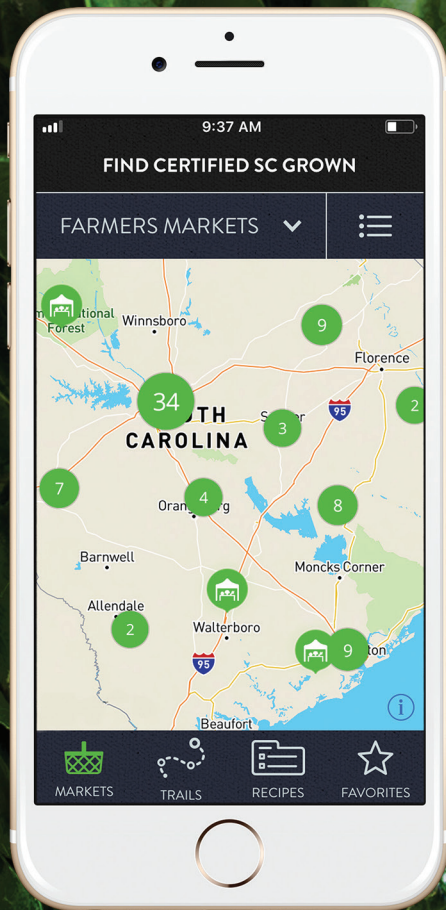 9:37 AM
FIND CERTIFIED SC GROWN
FARMERS MARKETS
Forest
Winnsboro
9
Florence
34
2
95
3
CAROLINA
7
4
8
Barnwell
Moncks Corner
Allendale
2
Walterboro
9
95
i
Beaufort
MARKETS
TRAILS
RECIPES
FAVORITES